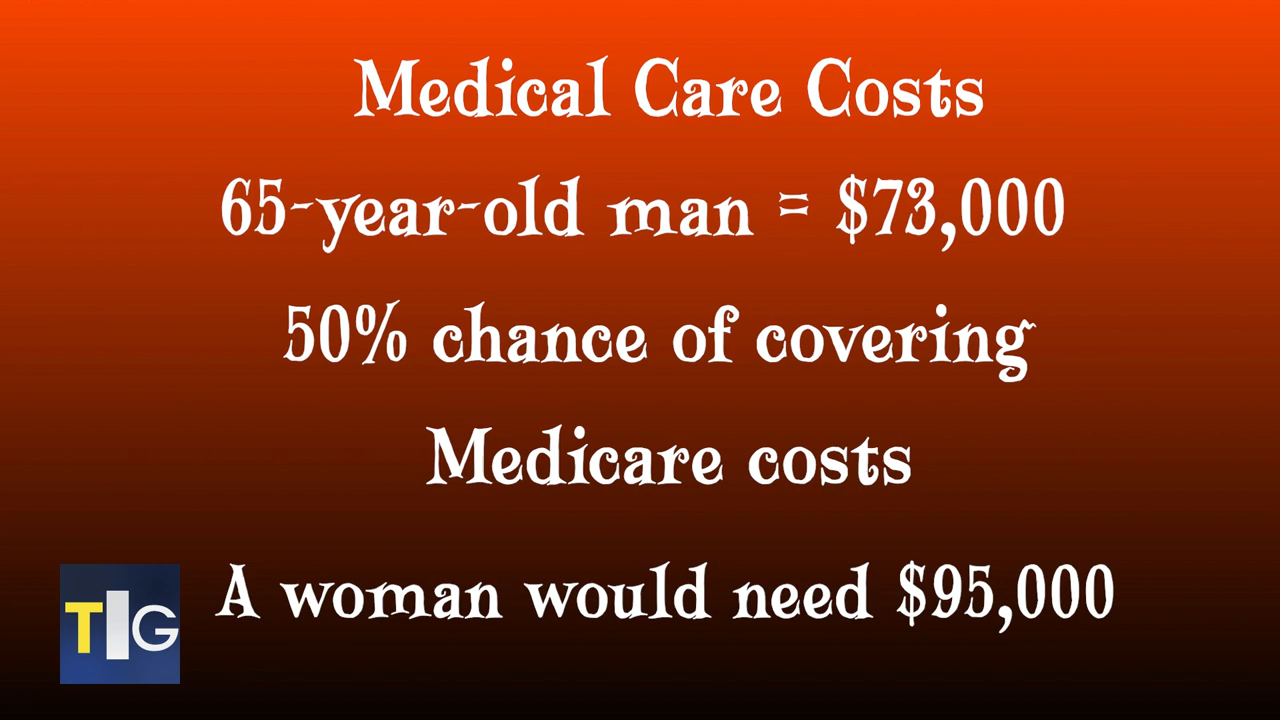 Medical Care Costs
65-year-old man = $73,000
50% chance of covering
Medicare costs
A woman would need $95,000
TIG